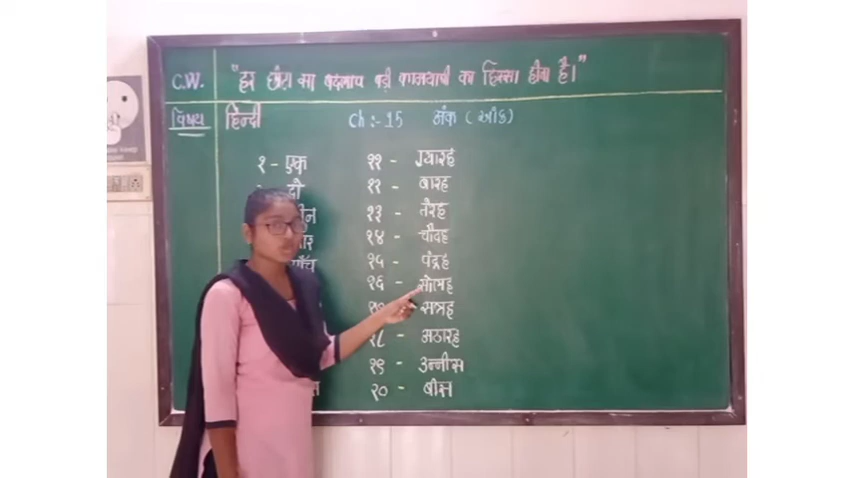 C.W. "हर छोटा सा बदलाव बड़ी कामयाबी का हिस्सा होता है।"
विषय हिन्दी ch :- 15 अंक (અંક)
१ - एक ११ - ग्यारह
दो ११ - बारह
१३ - तेरह
१४ - चौदह
पाँच १५ - पंद्रह
१६ - सोलह
सत्रह
१८ - अठारह
१९ - उन्नीस
२० - बीस